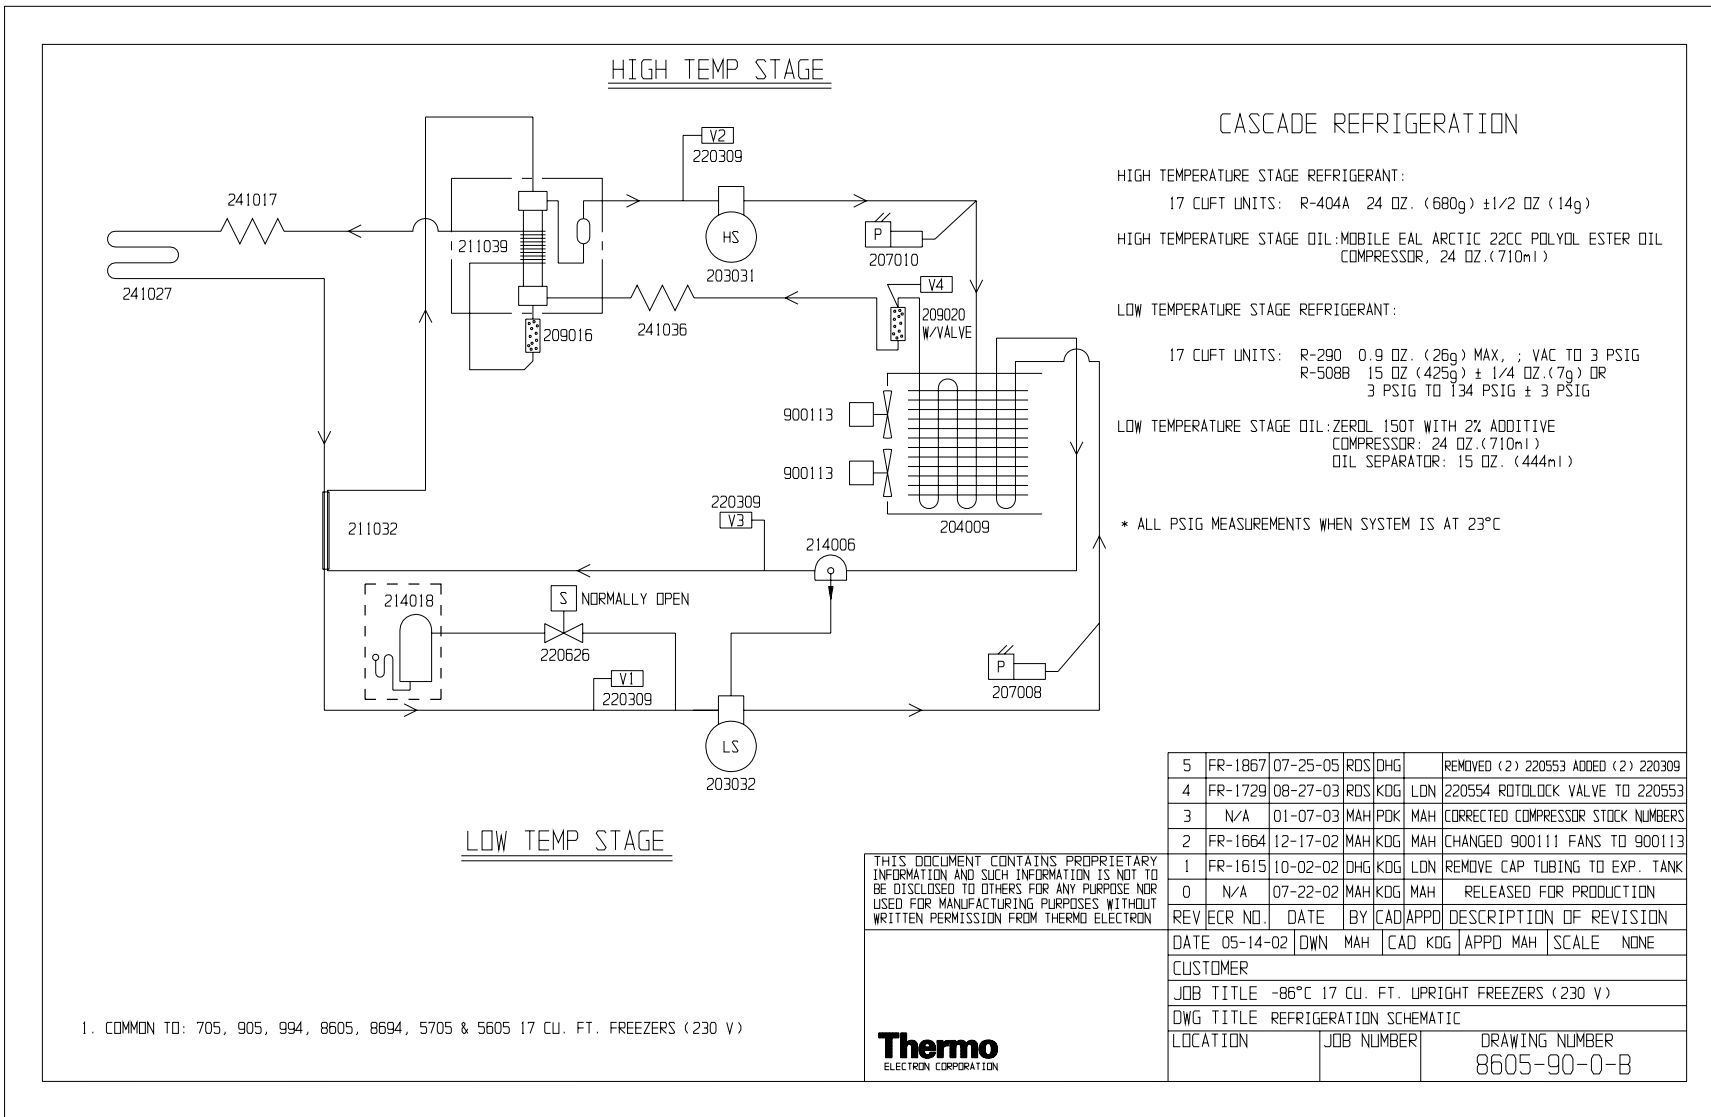 HIGH TEMP STAGE
CASCADE REFRIGERATION
HIGH TEMPERATURE STAGE REFRIGERANT:
17 CUFT UNITS: R-404A 24 OZ. (680g) ±1/2 OZ (14g)
HIGH TEMPERATURE STAGE OIL:MOBILE EAL ARCTIC 22CC POLYOL ESTER OIL
COMPRESSOR, 24 OZ.(710ml)
LOW TEMPERATURE STAGE REFRIGERANT:
17 CUFT UNITS: R-290 0.9 OZ. (26g) MAX, ; VAC TO 3 PSIG
R-508B 15 OZ (425g) ± 1/4 OZ.(7g) OR
3 PSIG TO 134 PSIG ± 3 PSIG
LOW TEMPERATURE STAGE OIL:ZEROL 150T WITH 2% ADDITIVE
COMPRESSOR: 24 OZ.(710ml)
OIL SEPARATOR: 15 OZ. (444ml)
* ALL PSIG MEASUREMENTS WHEN SYSTEM IS AT 23°C
V2
220309
241017
211039
HS
203031
P
207010
241027
V4
209020
W/VALVE
209016
241036
900113
900113
204009
220309
V3
211032
214006
214018
S NORMALLY OPEN
220626
V1
220309
P
207008
LS
203032
LOW TEMP STAGE
5 FR-1867 07-25-05 RDS DHG REMOVED (2) 220553 ADDED (2) 220309
4 FR-1729 08-27-03 RDS KDG LDN 220554 ROTOLOCK VALVE TO 220553
3 N/A 01-07-03 MAH PDK MAH CORRECTED COMPRESSOR STOCK NUMBERS
2 FR-1664 12-17-02 MAH KDG MAH CHANGED 900111 FANS TO 900113
1 FR-1615 10-02-02 DHG KDG LDN REMOVE CAP TUBING TO EXP. TANK
0 N/A 07-22-02 MAH KDG MAH RELEASED FOR PRODUCTION
REV ECR NO. DATE BY CAD APPD DESCRIPTION OF REVISION
THIS DOCUMENT CONTAINS PROPRIETARY
INFORMATION AND SUCH INFORMATION IS NOT TO
BE DISCLOSED TO OTHERS FOR ANY PURPOSE NOR
USED FOR MANUFACTURING PURPOSES WITHOUT
WRITTEN PERMISSION FROM THERMO ELECTRON
DATE 05-14-02 DWN MAH CAD KDG APPD MAH SCALE NONE
CUSTOMER
JOB TITLE -86°C 17 CU. FT. UPRIGHT FREEZERS (230 V)
DWG TITLE REFRIGERATION SCHEMATIC
LOCATION JOB NUMBER DRAWING NUMBER
8605-90-0-B
1. COMMON TO: 705, 905, 994, 8605, 8694, 5705 & 5605 17 CU. FT. FREEZERS (230 V)
Thermo
ELECTRON CORPORATION